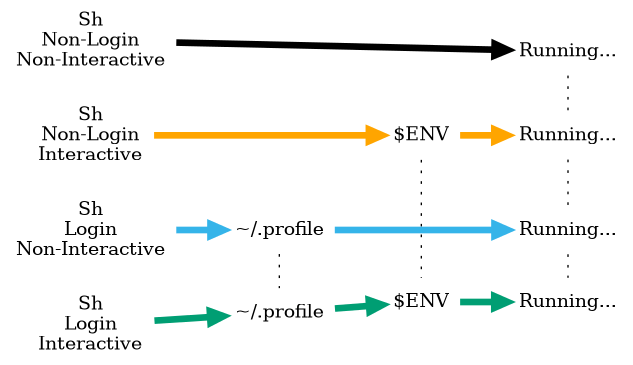 Sh
Non-Login
Non-Interactive
Running...
Sh
Non-Login
Interactive
$ENV
Running...
Sh
Login
Non-Interactive
~/.profile
Running...
Sh
Login
Interactive
~/.profile
$ENV
Running...